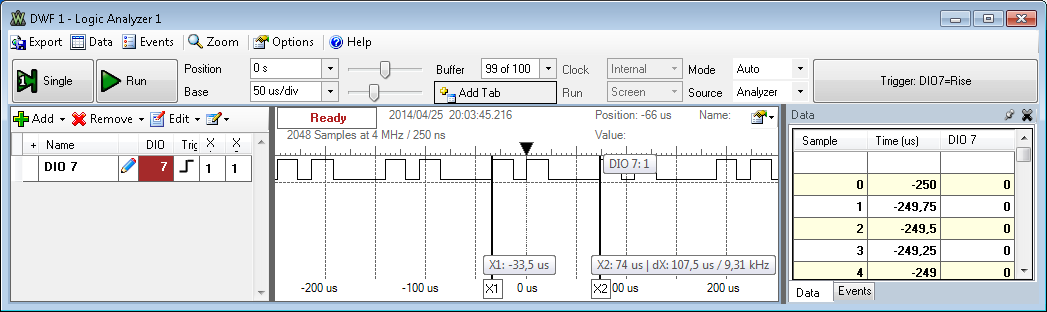 DWF 1 - Logic Analyzer 1
Export Data Events Zoom Options Help
Single Run Position 0 s Buffer 99 of 100 Clock Internal Mode Auto Trigger: DIO7=Rise
Base 50 us/div Add Tab Run Screen Source Analyzer
Add Remove Edit
+ Name DIO Trig X X
DIO 7 7 1 1
Ready 2014/04/25 20:03:45.216 Position: -66 us Name:
2048 Samples at 4 MHz / 250 ns Value:
DIO 7: 1
X1: -33,5 us X2: 74 us | dX: 107,5 us / 9,31 kHz
-200 us -100 us X1 0 us X2 00 us 200 us
Data
Sample Time (us) DIO 7
0 -250 0
1 -249,75 0
2 -249,5 0
3 -249,25 0
4 -249 0
Data Events